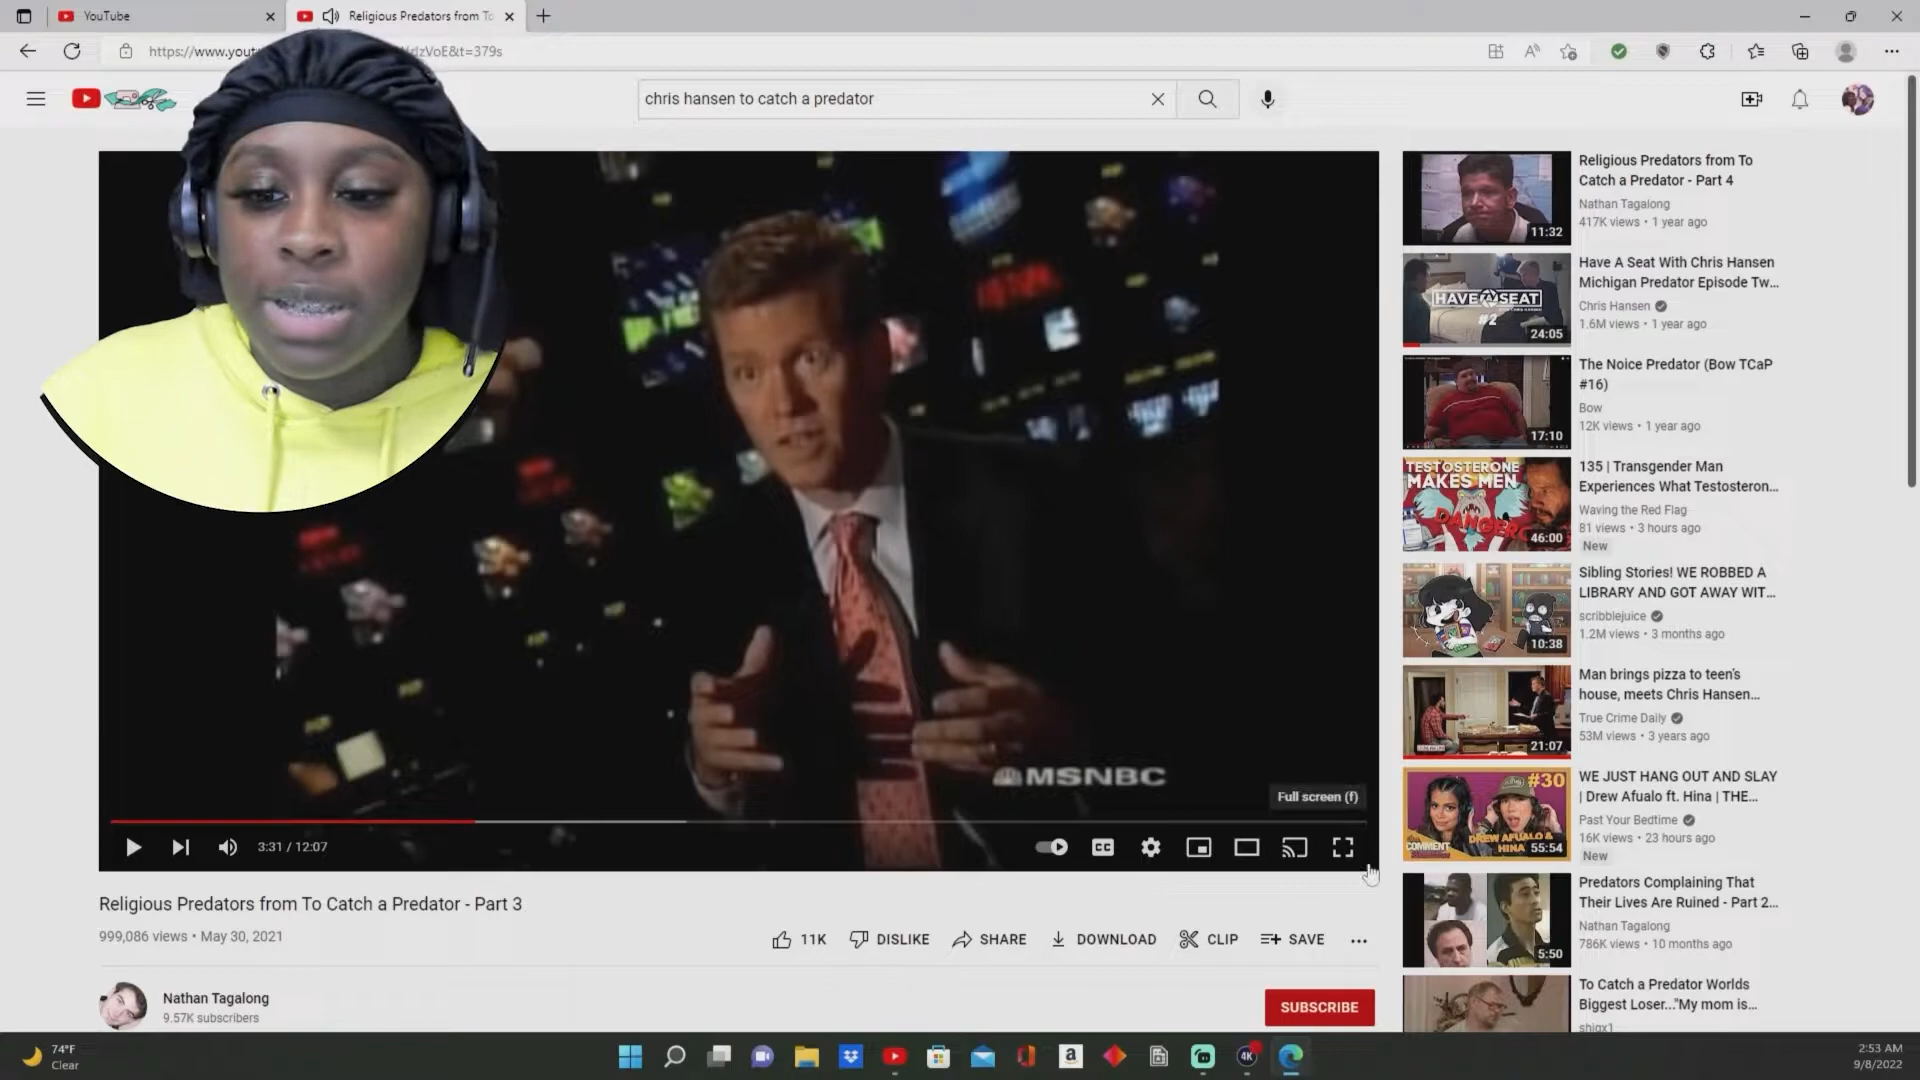 YouTube
Religious Predators from To
https://www.yout
VdzVoE&t=379s
chris hansen to catch a predator
MSNBC
Full screen (f)
3:31 / 12:07
CC
Religious Predators from To Catch a Predator - Part 3
999,086 views • May 30, 2021
11K
DISLIKE
SHARE
DOWNLOAD
CLIP
SAVE
Nathan Tagalong
9.57K subscribers
SUBSCRIBE
Religious Predators from To
Catch a Predator - Part 4
Nathan Tagalong
417K views • 1 year ago
11:32
Have A Seat With Chris Hansen
Michigan Predator Episode Tw...
Chris Hansen
1.6M views • 1 year ago
HAVE A SEAT
#2
24:05
The Noice Predator (Bow TCaP
#16)
Bow
12K views • 1 year ago
17:10
135 | Transgender Man
Experiences What Testosteron...
Waving the Red Flag
81 views • 3 hours ago
New
TESTOSTERONE
MAKES MEN
46:00
Sibling Stories! WE ROBBED A
LIBRARY AND GOT AWAY WIT...
scribblejuice
1.2M views • 3 months ago
10:38
Man brings pizza to teen's
house, meets Chris Hansen...
True Crime Daily
53M views • 3 years ago
21:07
WE JUST HANG OUT AND SLAY
| Drew Afualo ft. Hina | THE...
Past Your Bedtime
16K views • 23 hours ago
New
#30
COMMENT
DREW AFUALO &
HINA
55:54
Predators Complaining That
Their Lives Are Ruined - Part 2...
Nathan Tagalong
786K views • 10 months ago
5:50
To Catch a Predator Worlds
Biggest Loser..."My mom is...
shiqx1
74°F
Clear
a
4K
2:53 AM
9/8/2022